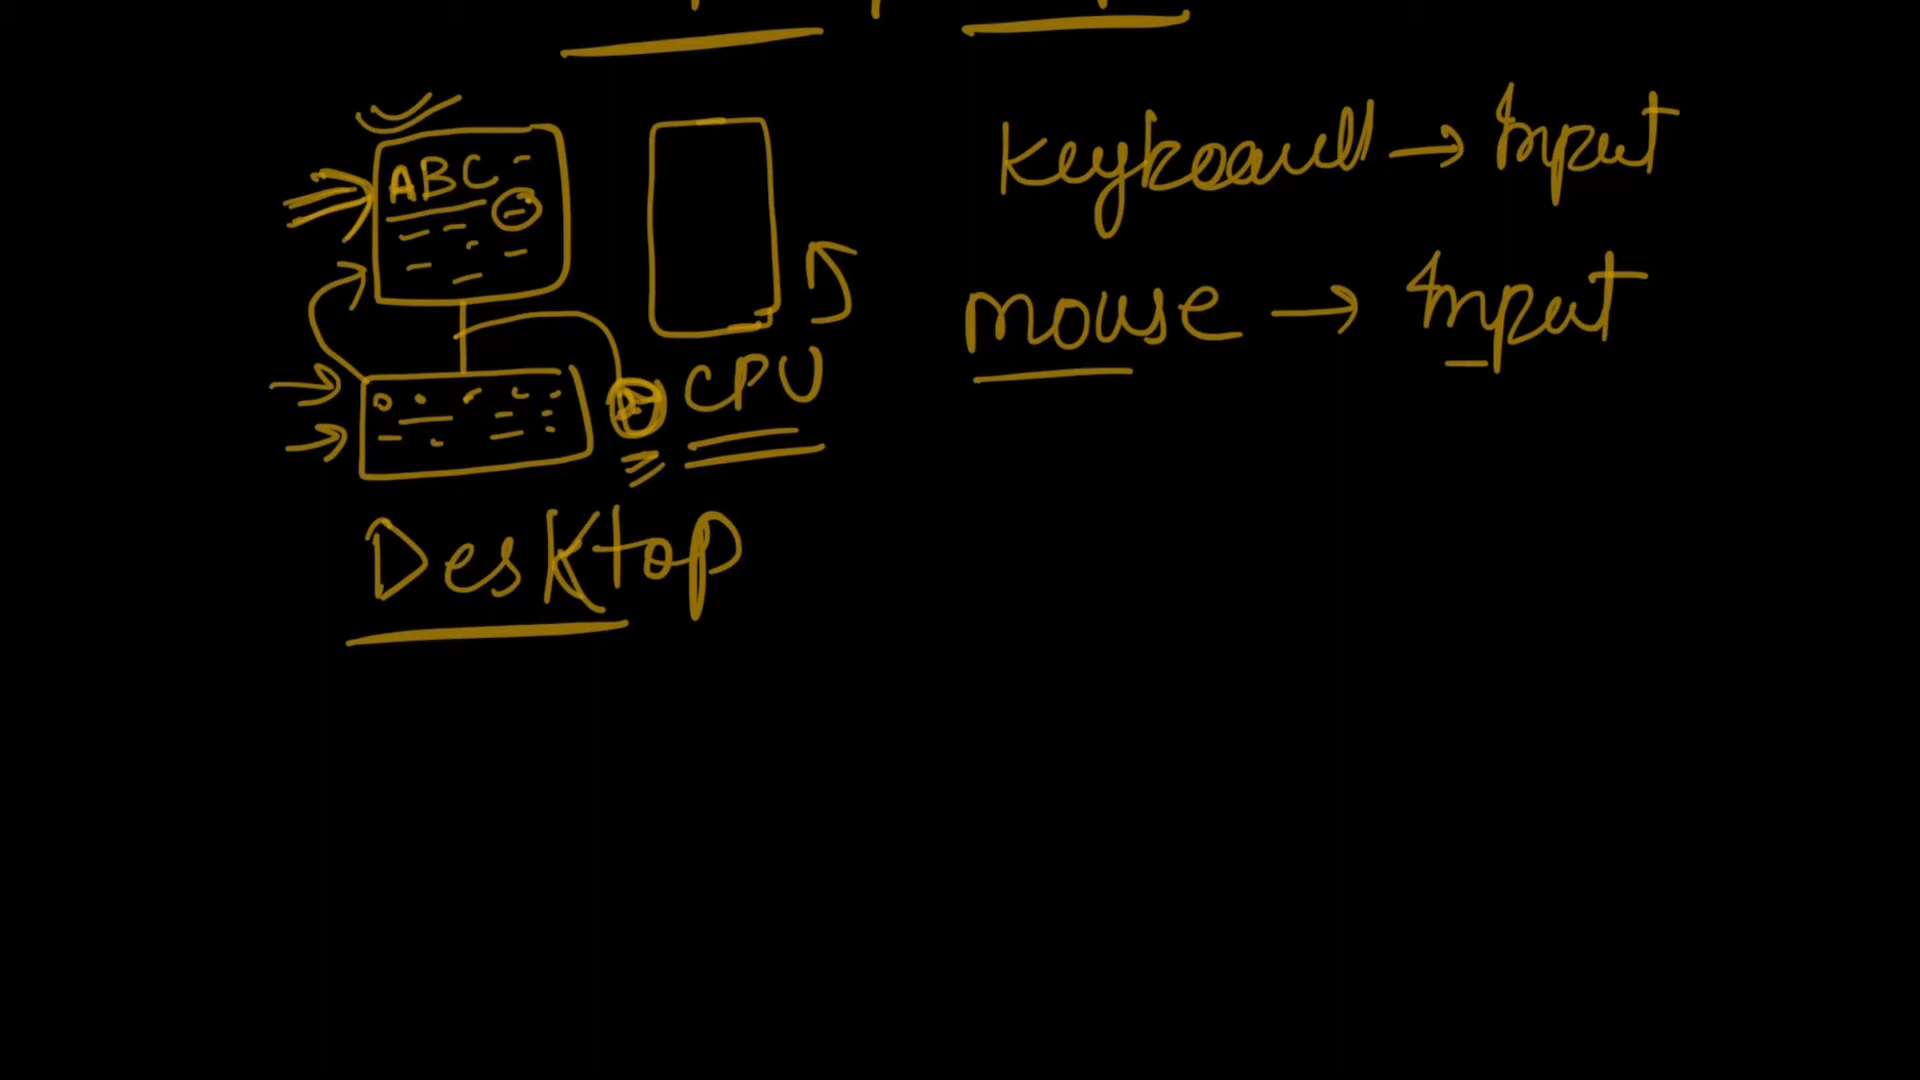 ABC
CPU
Desktop
Keyboard → Input
mouse → Input